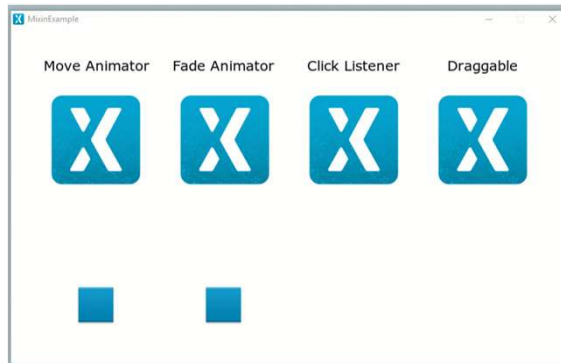 MixinExample
Move Animator
Fade Animator
Click Listener
Draggable